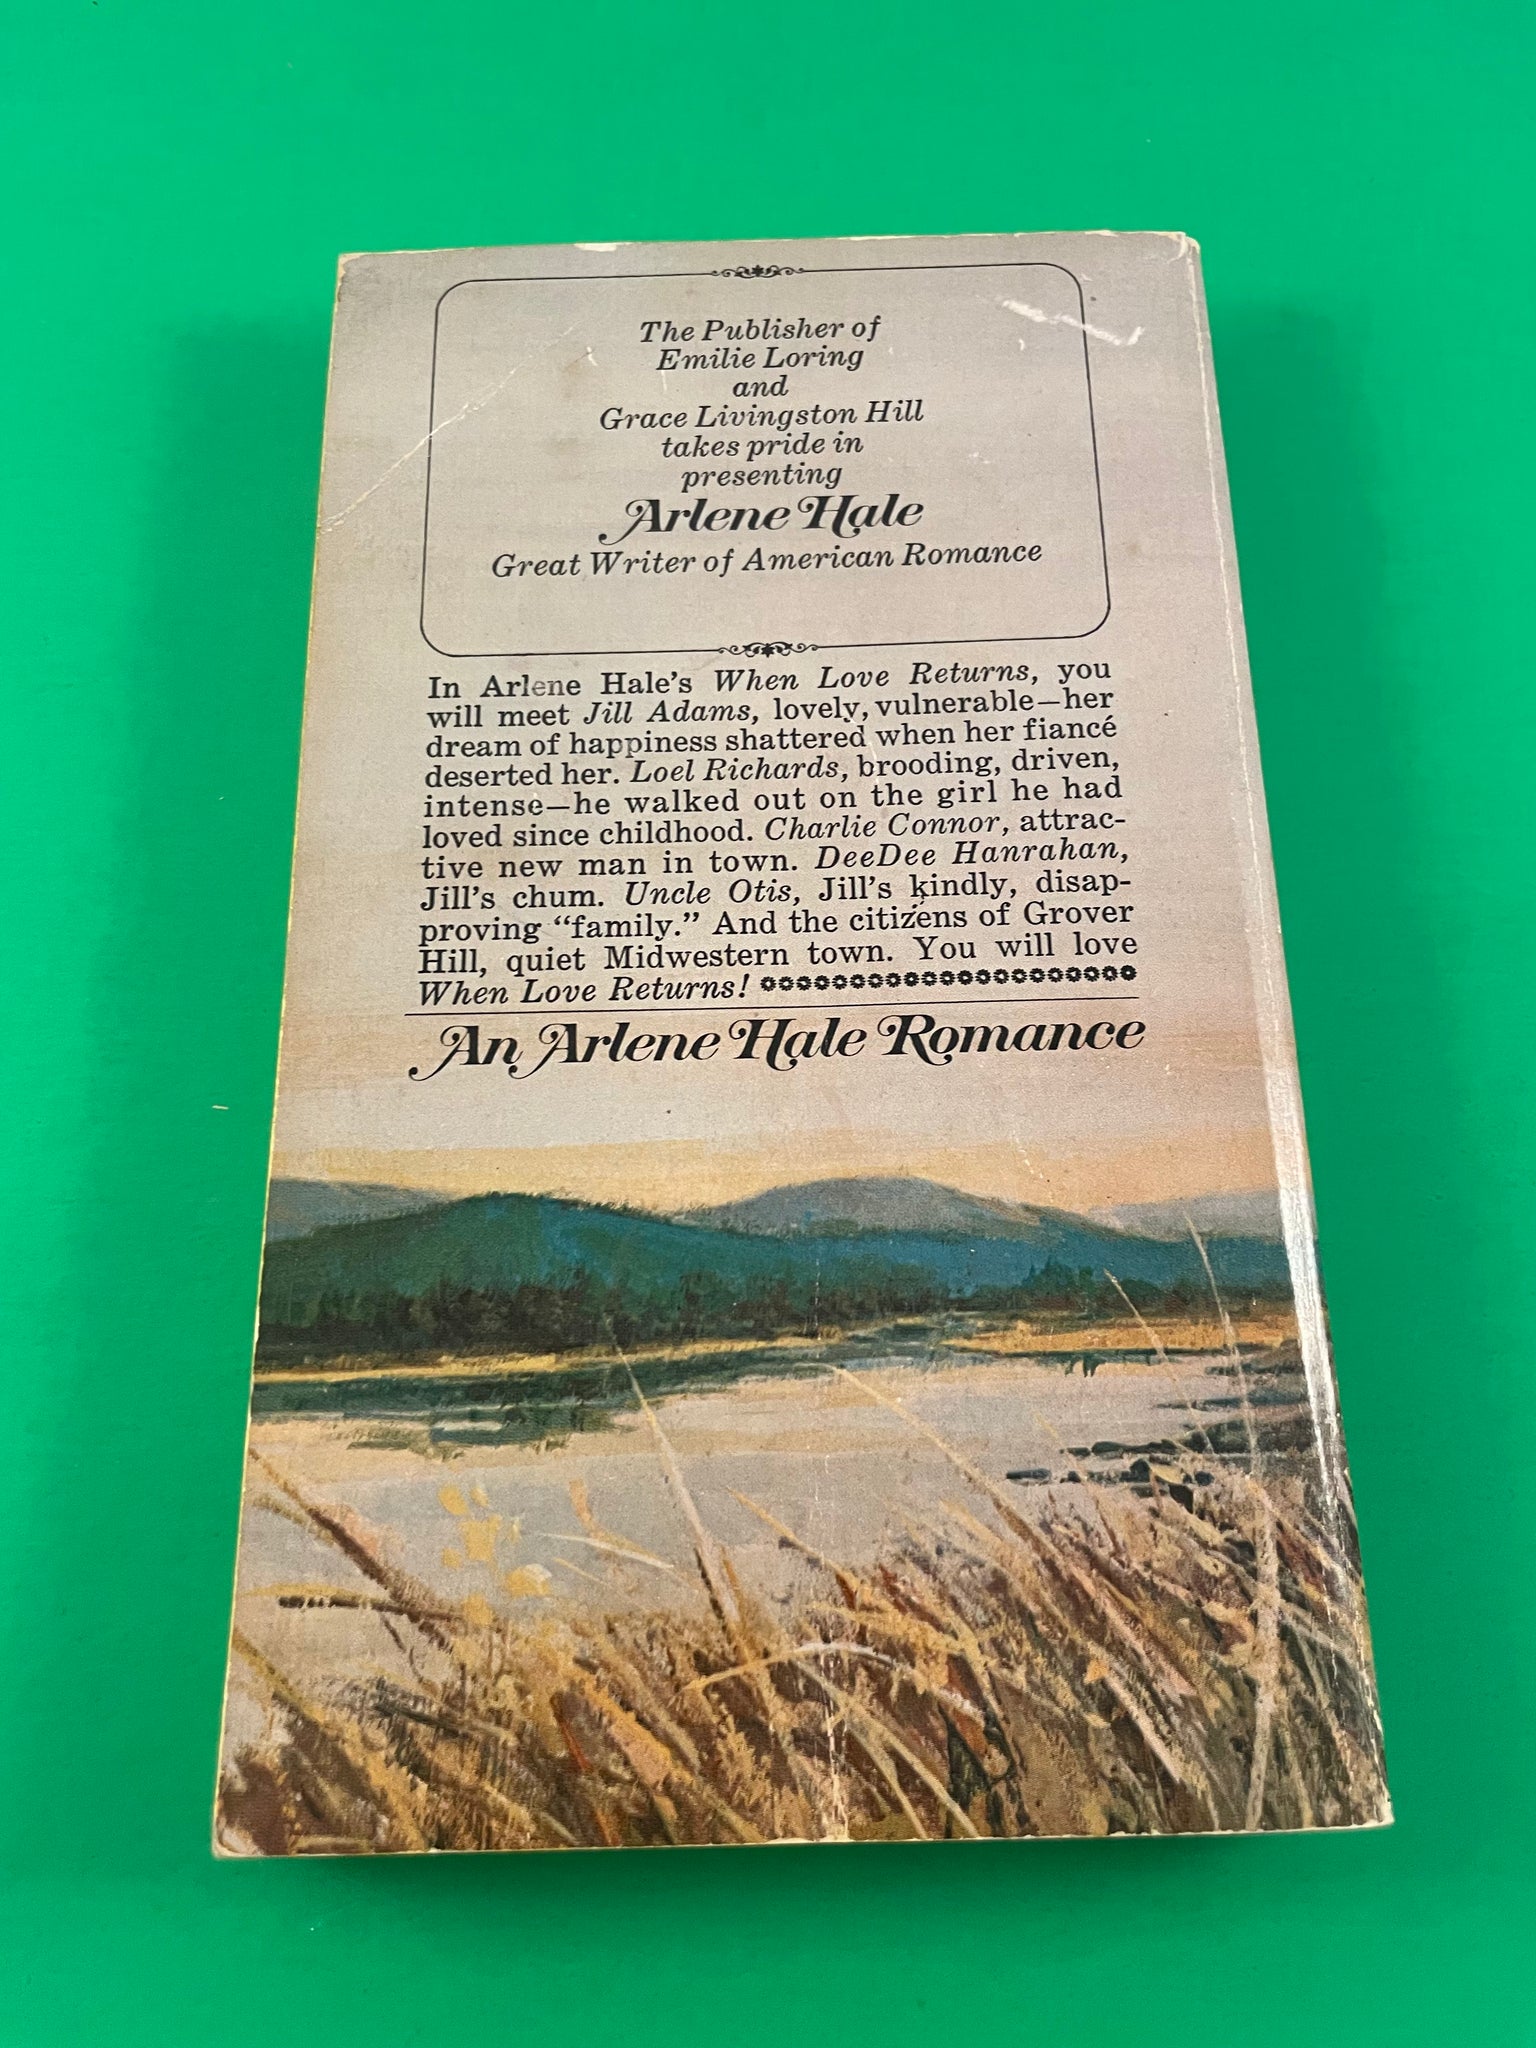 The Publisher of
Emilie Loring
and
Grace Livingston Hill
takes pride in
presenting
Arlene Hale
Great Writer of American Romance
In Arlene Hale's When Love Returns, you
will meet Jill Adams, lovely, vulnerable—her
dream of happiness shattered when her fiancé
deserted her. Loel Richards, brooding, driven,
intense—he walked out on the girl he had
loved since childhood. Charlie Connor, attrac-
tive new man in town. DeeDee Hanrahan,
Jill's chum. Uncle Otis, Jill's kindly, disap-
proving "family." And the citizens of Grover
Hill, quiet Midwestern town. You will love
When Love Returns!
An Arlene Hale Romance